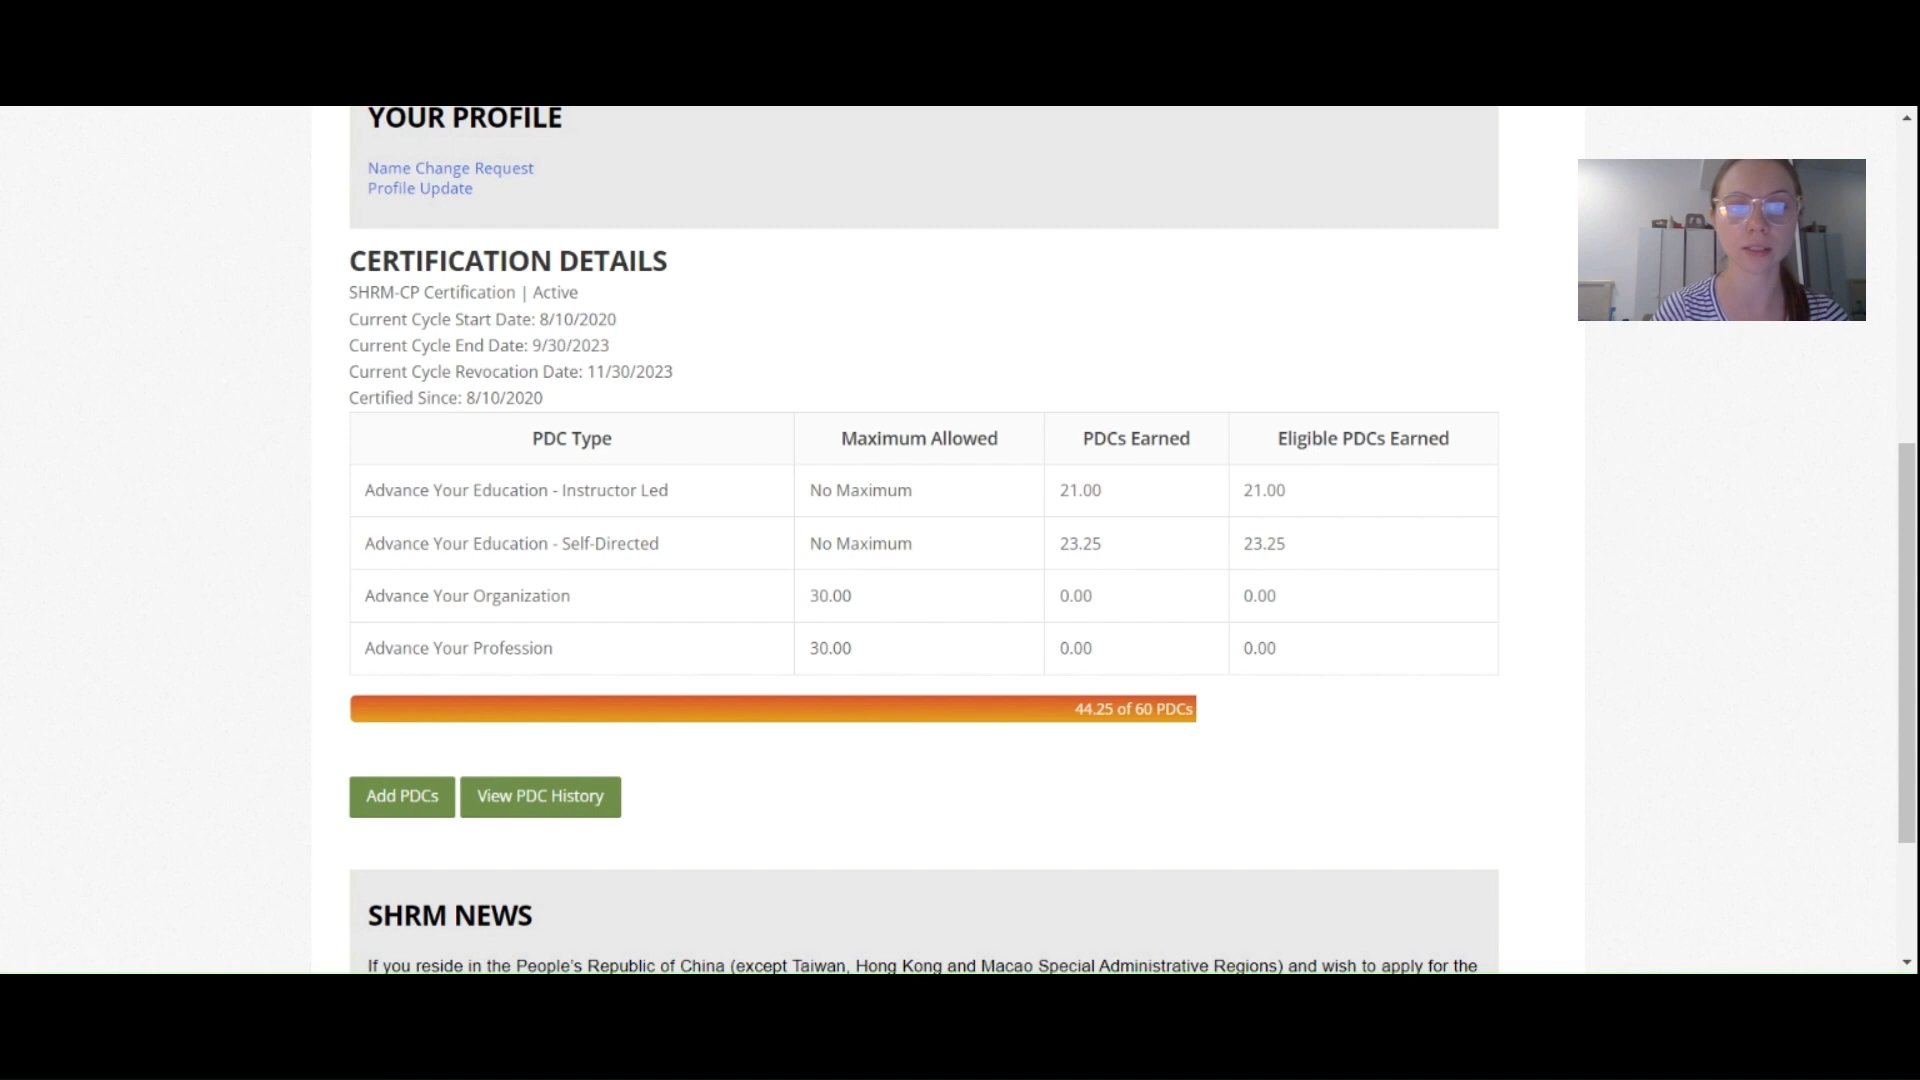 YOUR PROFILE
Name Change Request
Profile Update
CERTIFICATION DETAILS
SHRM-CP Certification | Active
Current Cycle Start Date: 8/10/2020
Current Cycle End Date: 9/30/2023
Current Cycle Revocation Date: 11/30/2023
Certified Since: 8/10/2020
PDC Type Maximum Allowed PDCs Earned Eligible PDCs Earned
Advance Your Education - Instructor Led No Maximum 21.00 21.00
Advance Your Education - Self-Directed No Maximum 23.25 23.25
Advance Your Organization 30.00 0.00 0.00
Advance Your Profession 30.00 0.00 0.00
44.25 of 60 PDCs
Add PDCs View PDC History
SHRM NEWS
If you reside in the People's Republic of China (except Taiwan, Hong Kong and Macao Special Administrative Regions) and wish to apply for the